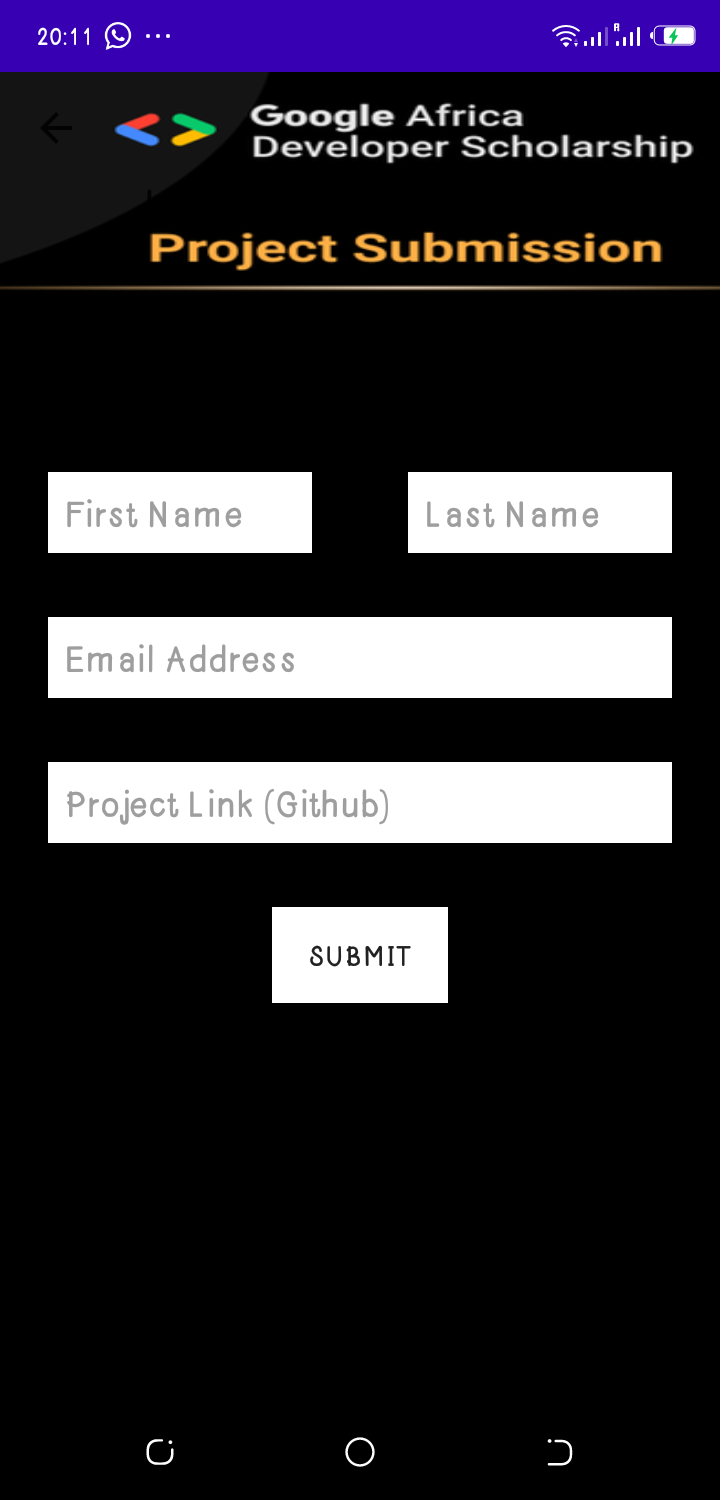 20:11
Google Africa
Developer Scholarship
Project Submission
First Name
Last Name
Email Address
Project Link (Github)
SUBMIT